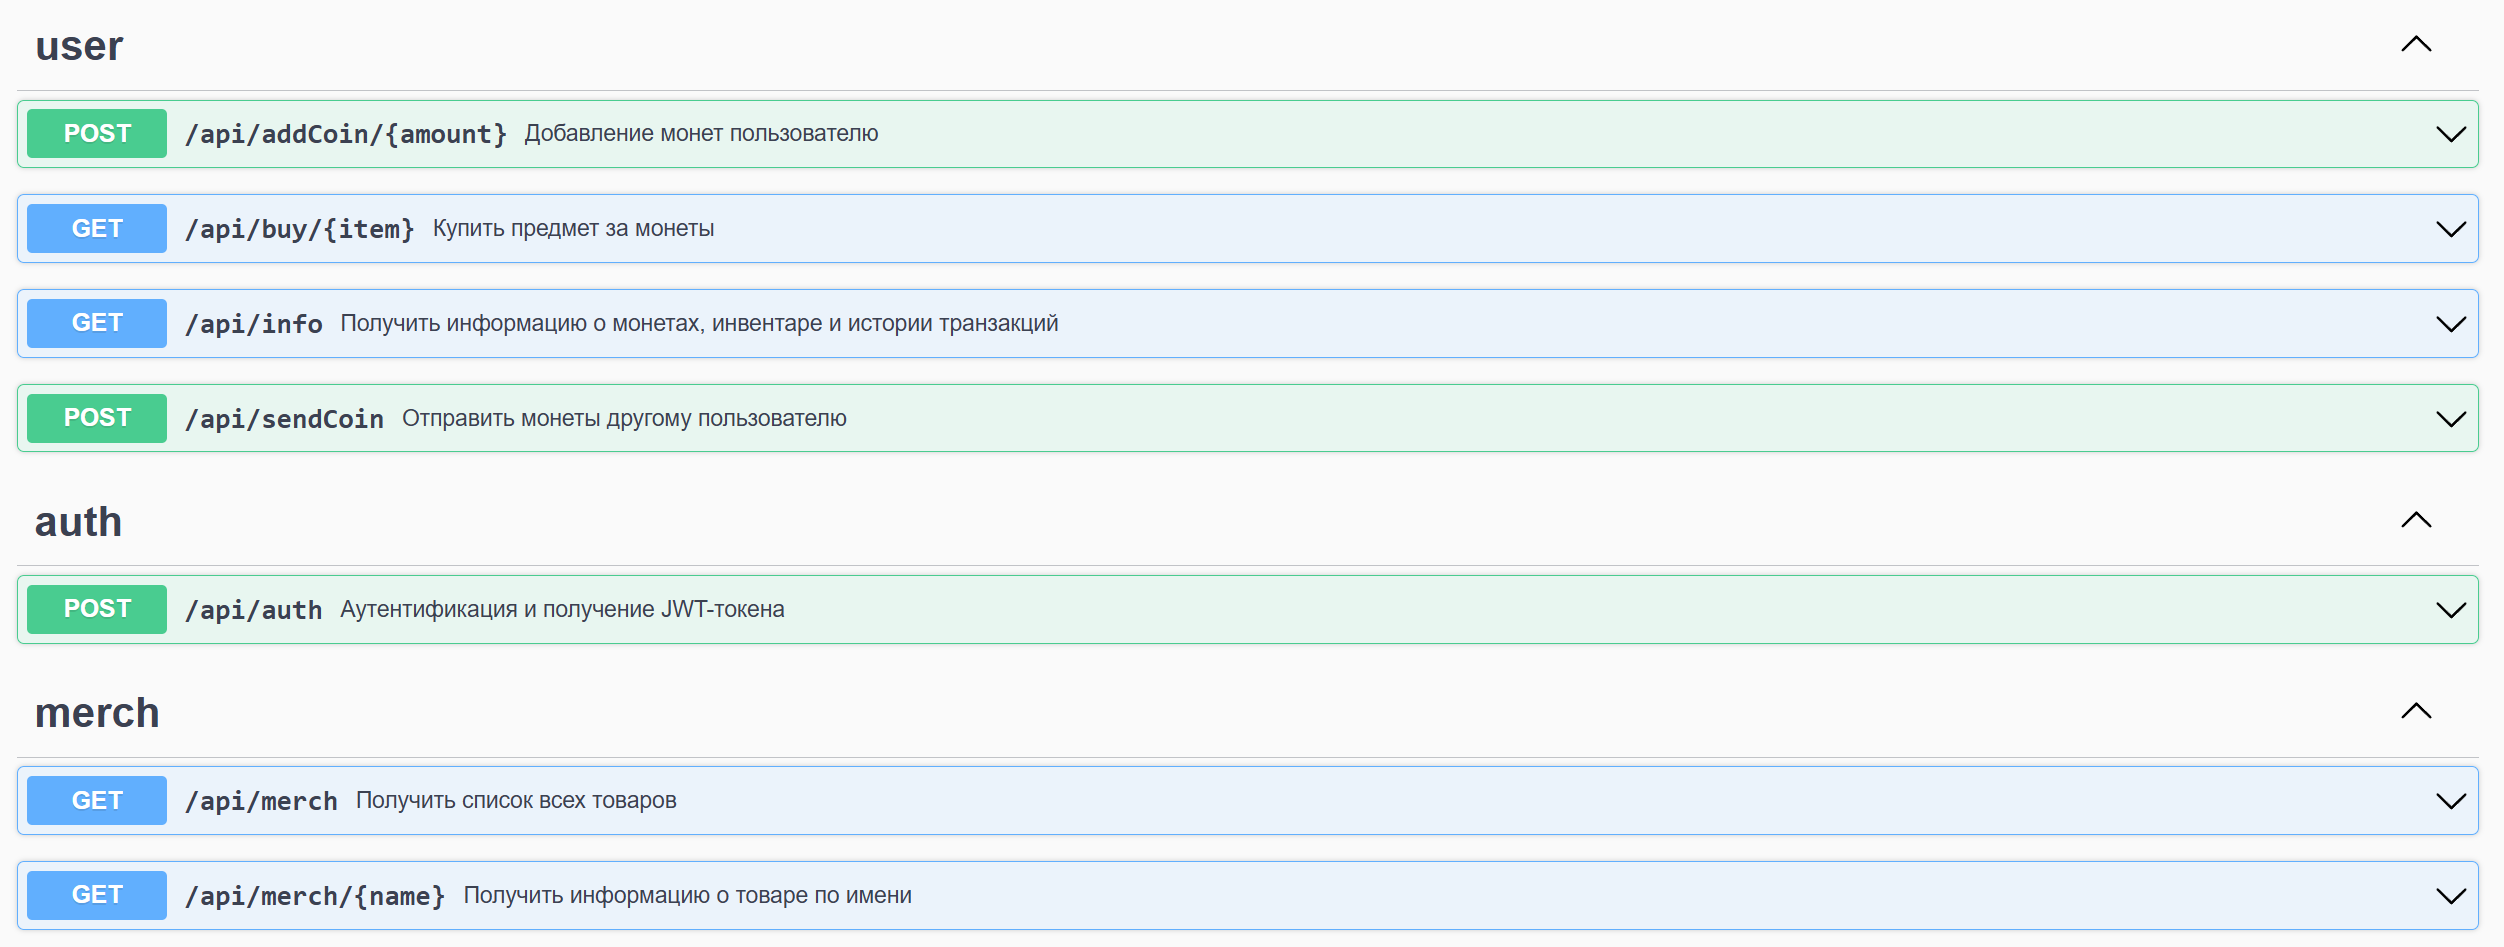 user
POST /api/addCoin/{amount} Добавление монет пользователю
GET /api/buy/{item} Купить предмет за монеты
GET /api/info Получить информацию о монетах, инвентаре и истории транзакций
POST /api/sendCoin Отправить монеты другому пользователю
auth
POST /api/auth Аутентификация и получение JWT-токена
merch
GET /api/merch Получить список всех товаров
GET /api/merch/{name} Получить информацию о товаре по имени